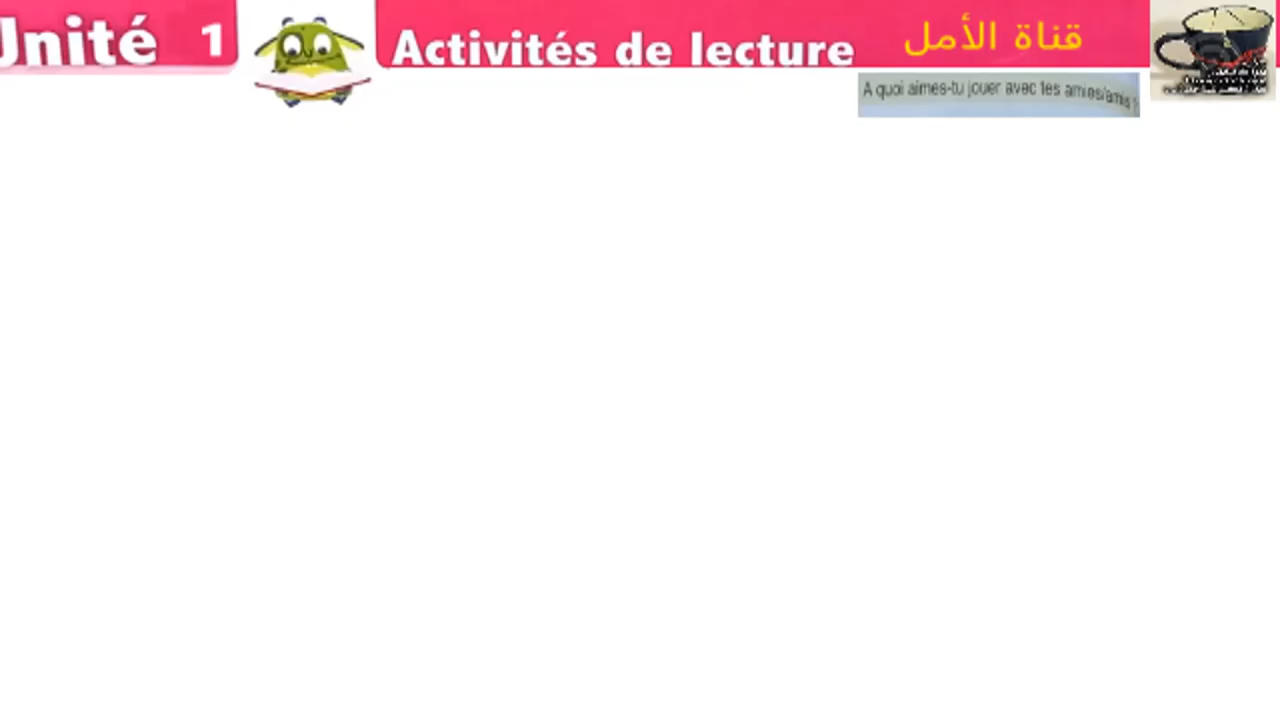 Unité 1
Activités de lecture
قناة الأمل
A quoi aimes-tu jouer avec tes amies/amis ?